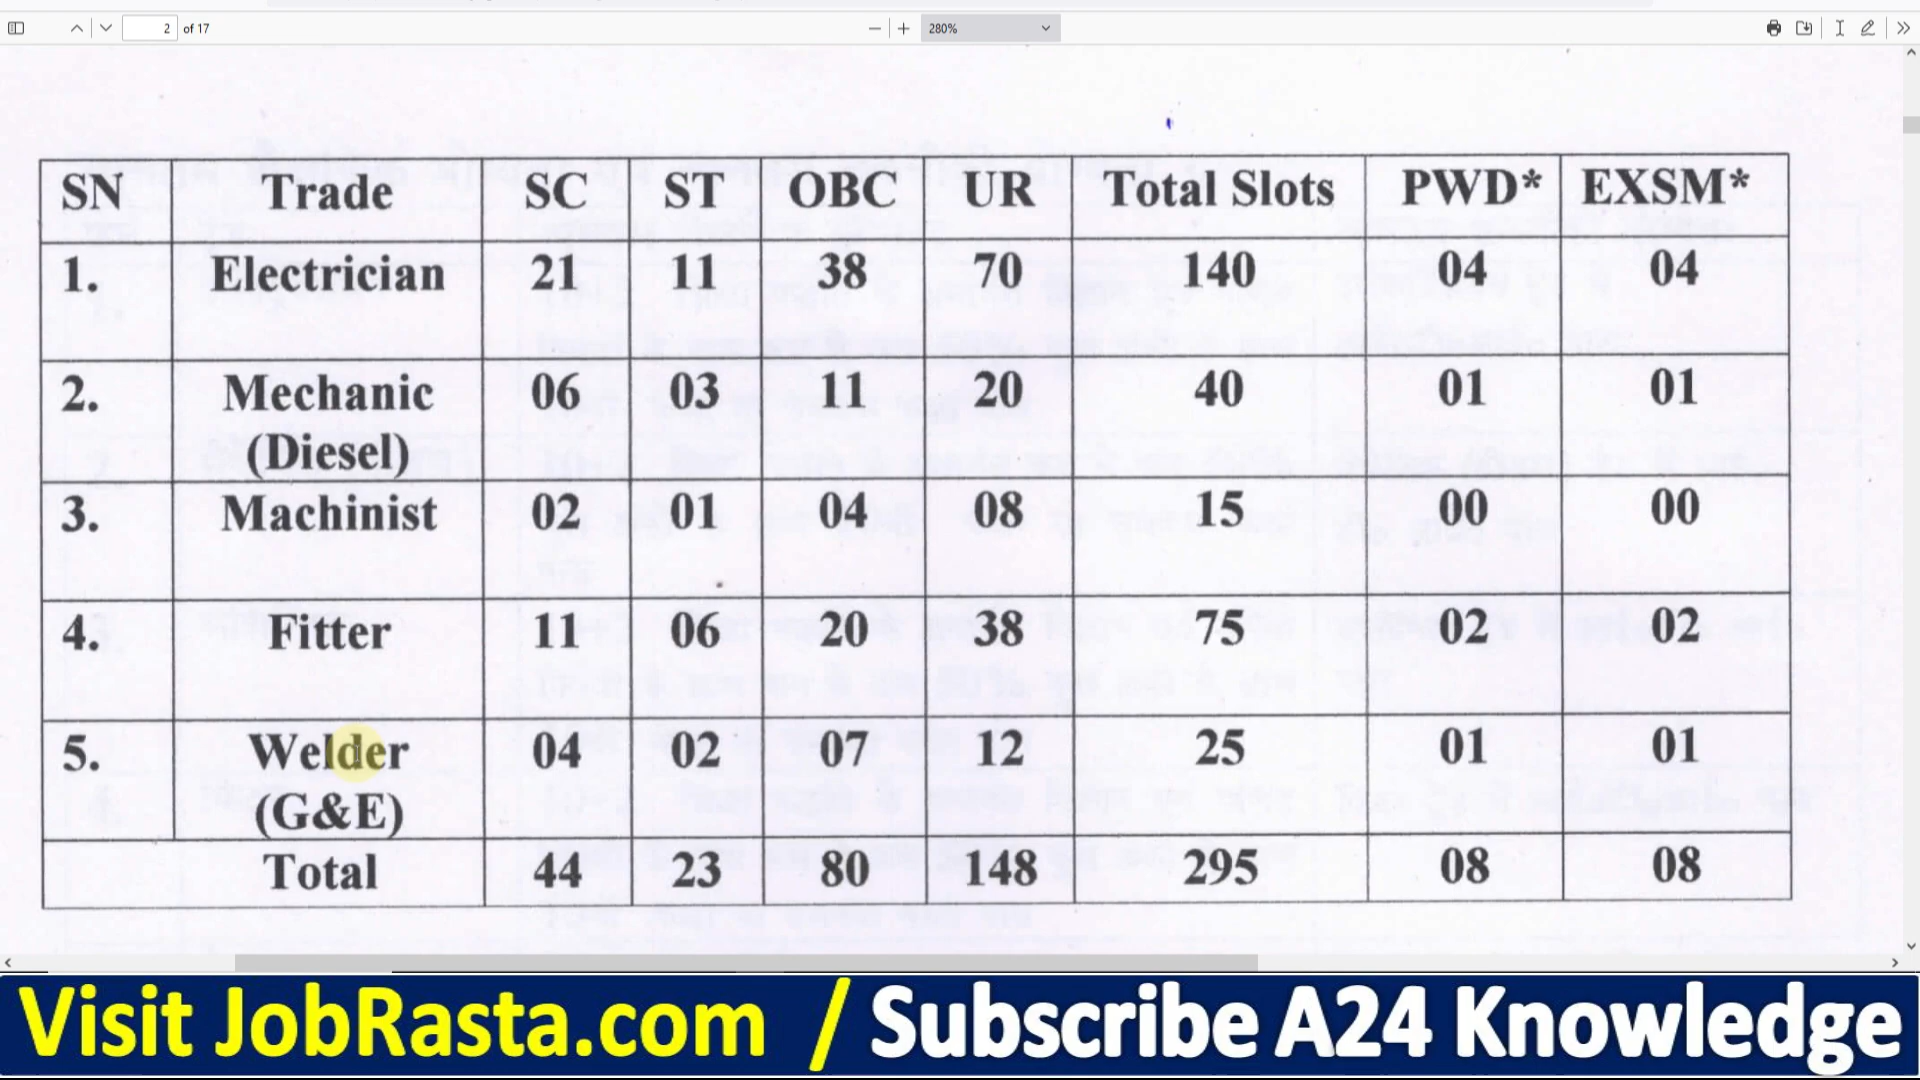 2 of 17 280%
SN Trade SC ST OBC UR Total Slots PWD* EXSM*
1. Electrician 21 11 38 70 140 04 04
2. Mechanic 06 03 11 20 40 01 01
(Diesel)
3. Machinist 02 01 04 08 15 00 00
4. Fitter 11 06 20 38 75 02 02
5. Welder 04 02 07 12 25 01 01
(G&E)
Total 44 23 80 148 295 08 08
Visit JobRasta.com / Subscribe A24 Knowledge